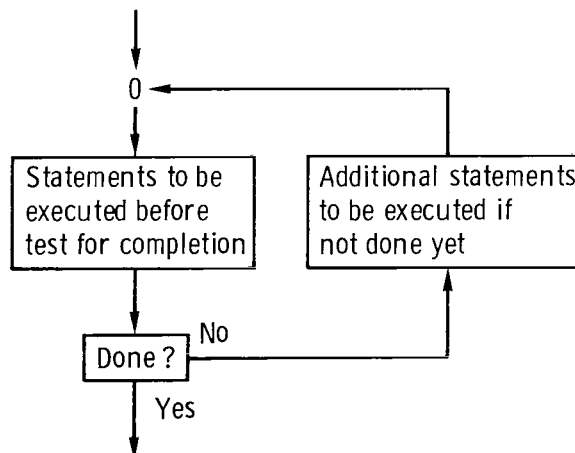 0
Statements to be
executed before
test for completion
Additional statements
to be executed if
not done yet
Done?
No
Yes